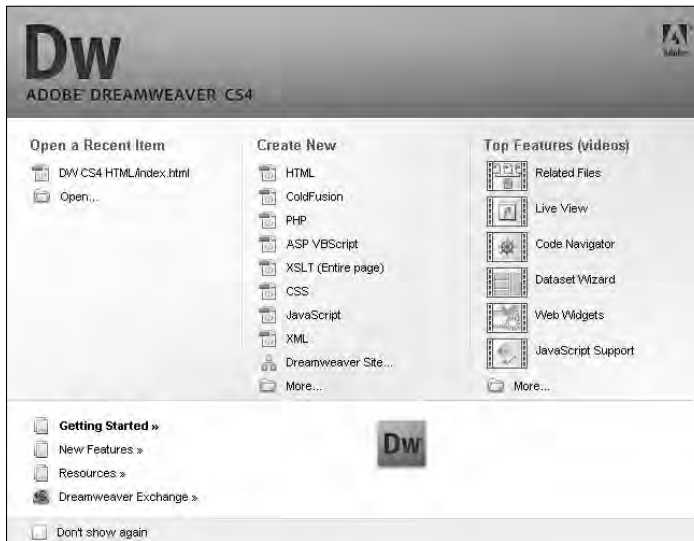 Dw
ADOBE® DREAMWEAVER® CS4
Adobe
Open a Recent Item
DW CS4 HTML/index.html
Open...
Create New
HTML
ColdFusion
PHP
ASP VBScript
XSLT (Entire page)
CSS
JavaScript
XML
Dreamweaver Site...
More...
Top Features (videos)
Related Files
Live View
Code Navigator
Dataset Wizard
Web Widgets
JavaScript Support
More...
Getting Started »
New Features »
Resources »
Dreamweaver Exchange »
Dw
Don't show again